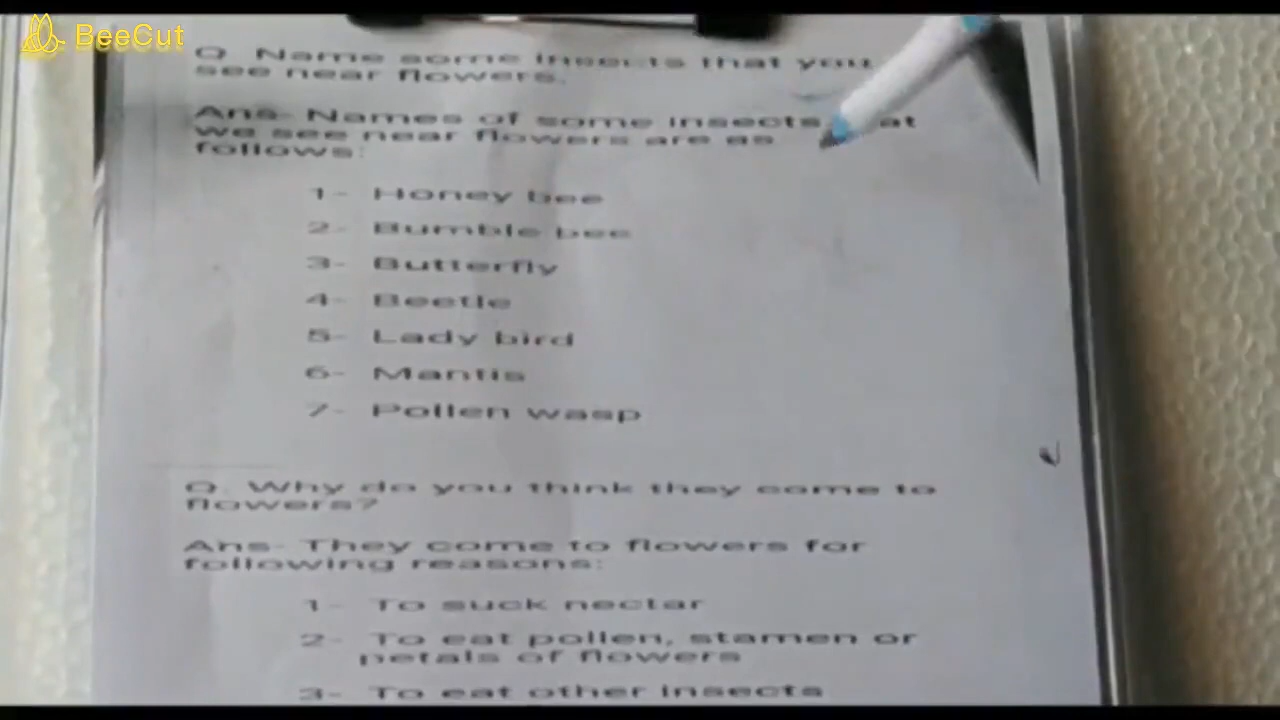 BeeCut
Q. Name some insects that you
see near flowers.
Ans- Names of some insects
we see near flowers are as
follows:
1- Honey bee
2- Bumble bee
3- Butterfly
4- Beetle
5- Lady bird
6- Mantis
7- Pollen wasp
Q. Why do you think they come to
flowers?
Ans- They come to flowers for
following reasons:
1- To suck nectar
2- To eat pollen, stamen or
petals of flowers
3- To eat other insects